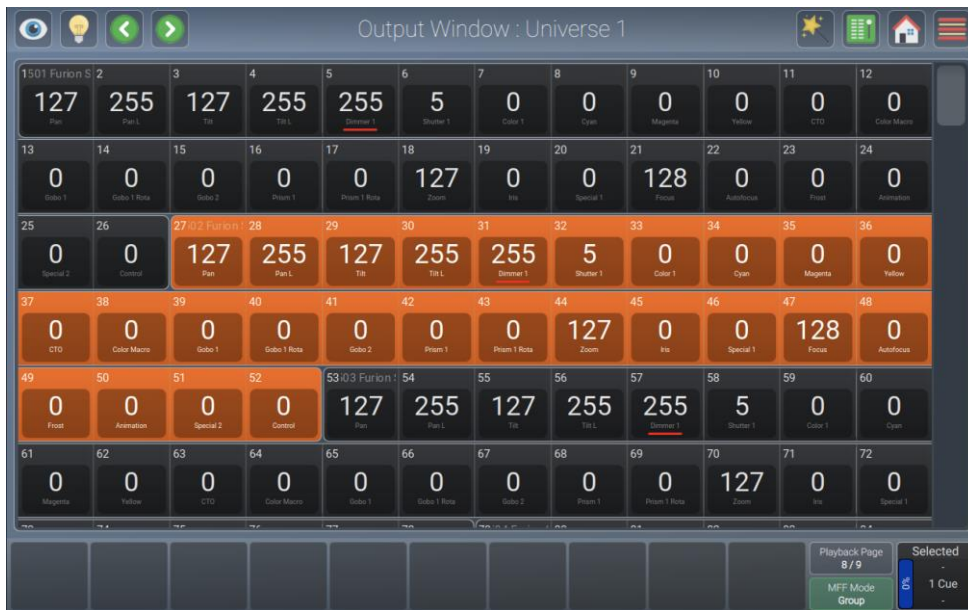 Output Window : Universe 1
1 501 Furion S 2 3 4 5 6 7 8 9 10 11 12
127 255 127 255 255 5 0 0 0 0 0 0
Pan Pan L Tilt Tilt L Dimmer 1 Shutter 1 Color 1 Cyan Magenta Yellow CTO Color Macro
13 14 15 16 17 18 19 20 21 22 23 24
0 0 0 0 0 127 0 0 128 0 0 0
Gobo 1 Gobo 1 Rota Gobo 2 Prism 1 Prism 1 Rota Zoom Iris Special 1 Focus Autofocus Frost Animation
25 26 27 02 Furion 28 29 30 31 32 33 34 35 36
0 0 127 255 127 255 255 5 0 0 0 0
Special 2 Control Pan Pan L Tilt Tilt L Dimmer 1 Shutter 1 Color 1 Cyan Magenta Yellow
37 38 39 40 41 42 43 44 45 46 47 48
0 0 0 0 0 0 0 127 0 0 128 0
CTO Color Macro Gobo 1 Gobo 1 Rota Gobo 2 Prism 1 Prism 1 Rota Zoom Iris Special 1 Focus Autofocus
49 50 51 52 53 03 Furion 54 55 56 57 58 59 60
0 0 0 0 127 255 127 255 255 5 0 0
Frost Animation Special 2 Control Pan Pan L Tilt Tilt L Dimmer 1 Shutter 1 Color 1 Cyan
61 62 63 64 65 66 67 68 69 70 71 72
0 0 0 0 0 0 0 0 0 127 0 0
Magenta Yellow CTO Color Macro Gobo 1 Gobo 1 Rota Gobo 2 Prism 1 Prism 1 Rota Zoom Iris Special 1
Playback Page
8 / 9
MFF Mode
Group
0%
Selected
-
1 Cue
-